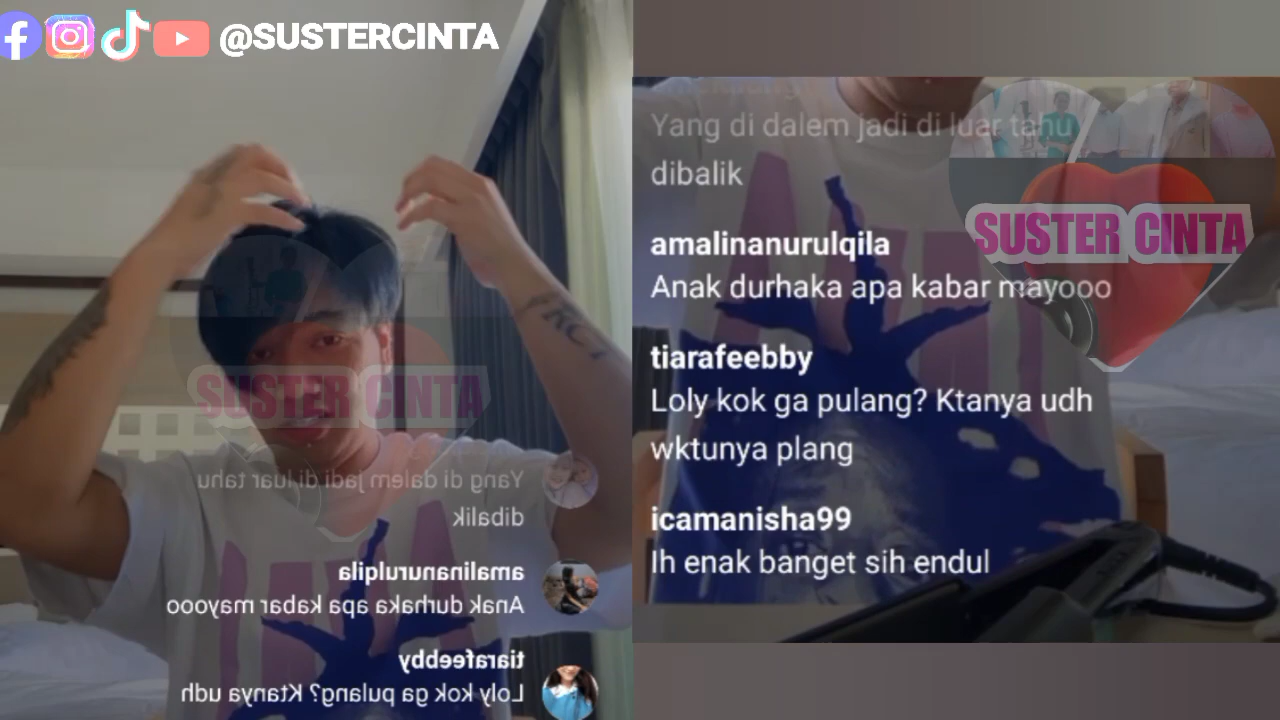 @SUSTERCINTA
SUSTER CINTA
Yang di dalem jadi di luar tahu
dibalik
amalinanurulqila
Anak durhaka apa kabar mayooo
tiarafeebby
Loly kok ga pulang? Ktanya udh
Yang di dalem jadi di luar tahu
dibalik
SUSTER CINTA
amalinanurulqila
Anak durhaka apa kabar mayooo
tiarafeebby
Loly kok ga pulang? Ktanya udh
wktunya plang
icamanisha99
Ih enak banget sih endul